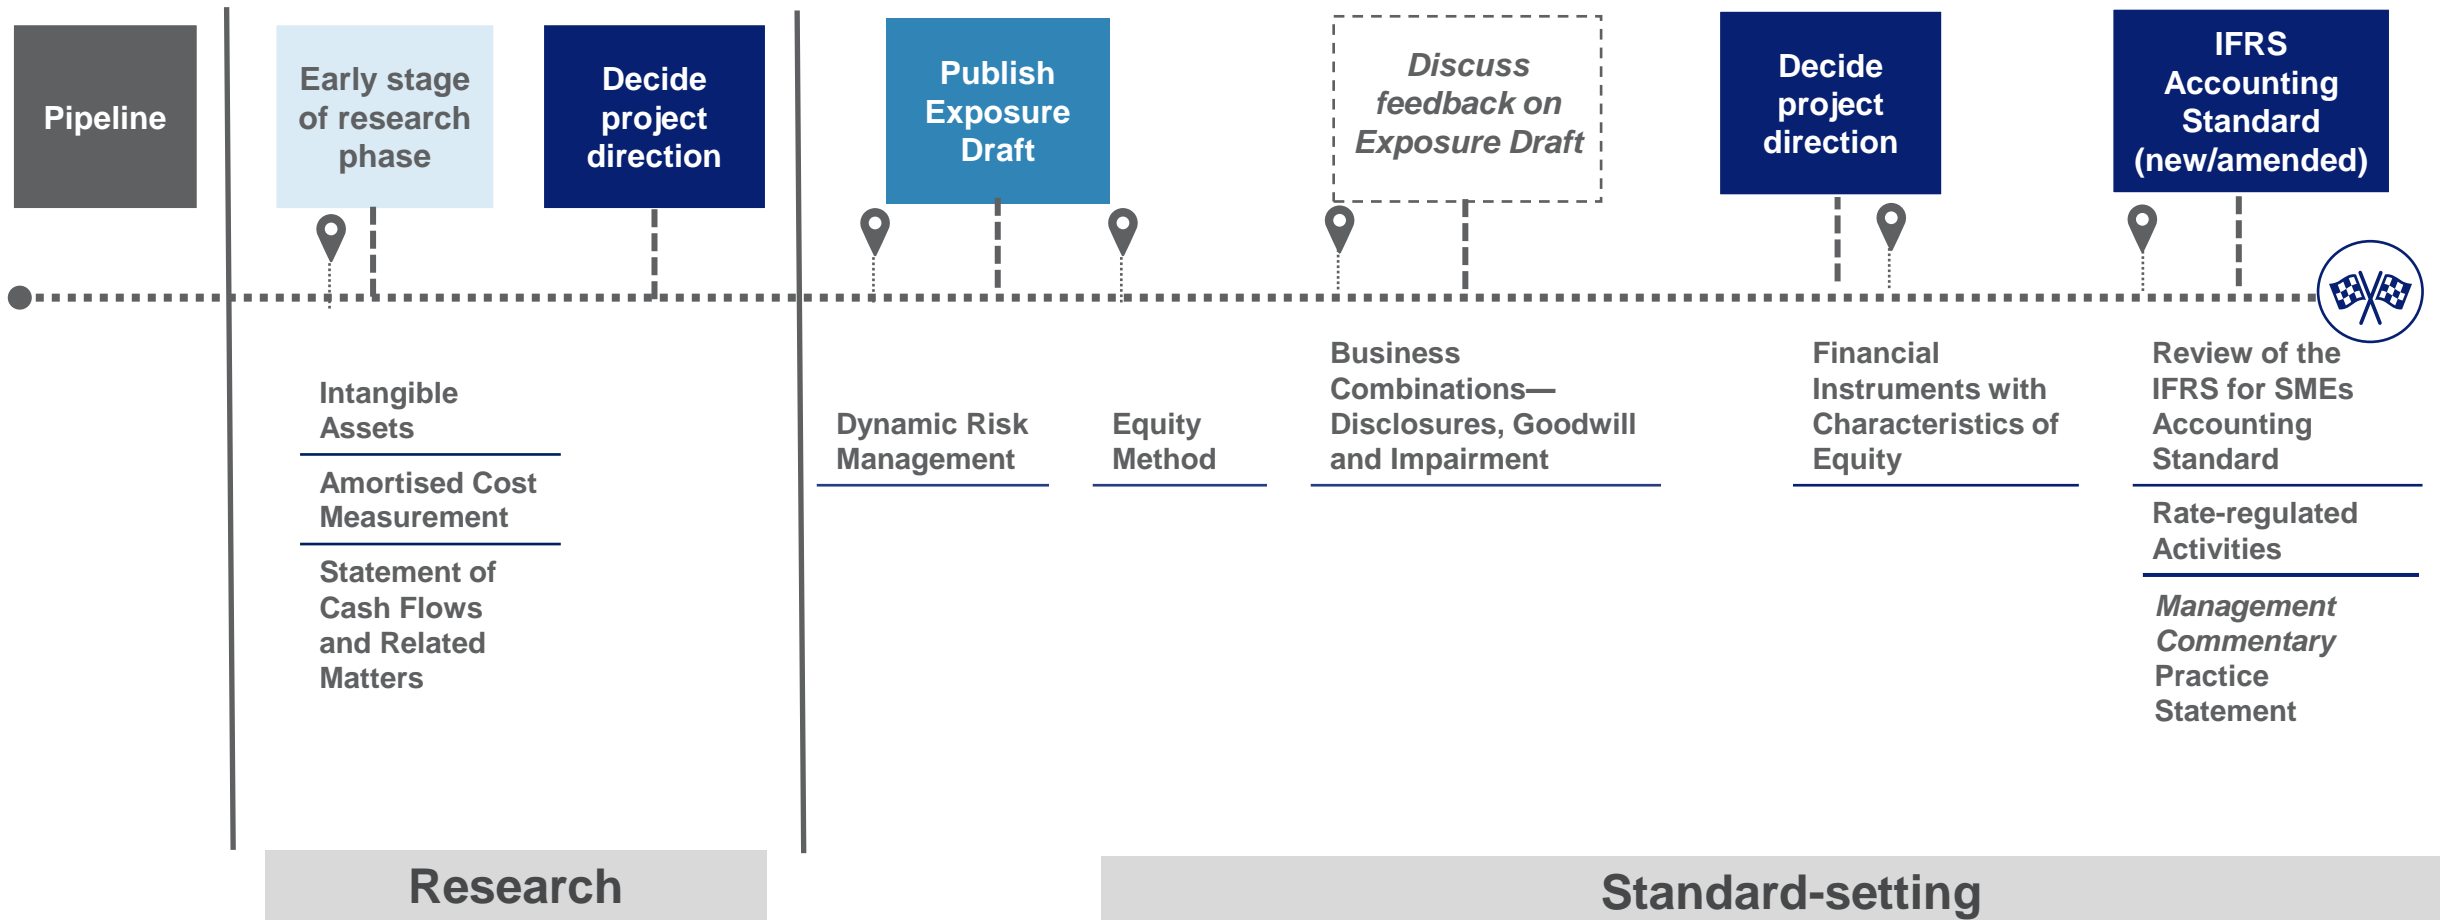 Pipeline
Early stage
of research
phase
Decide
project
direction
Publish
Exposure
Draft
Discuss
feedback on
Exposure Draft
Decide
project
direction
IFRS
Accounting
Standard
(new/amended)
Intangible
Assets
Amortised Cost
Measurement
Statement of
Cash Flows
and Related
Matters
Dynamic Risk
Management
Equity
Method
Business
Combinations—
Disclosures, Goodwill
and Impairment
Financial
Instruments with
Characteristics of
Equity
Review of the
IFRS for SMEs
Accounting
Standard
Rate-regulated
Activities
Management
Commentary
Practice
Statement
Research
Standard-setting